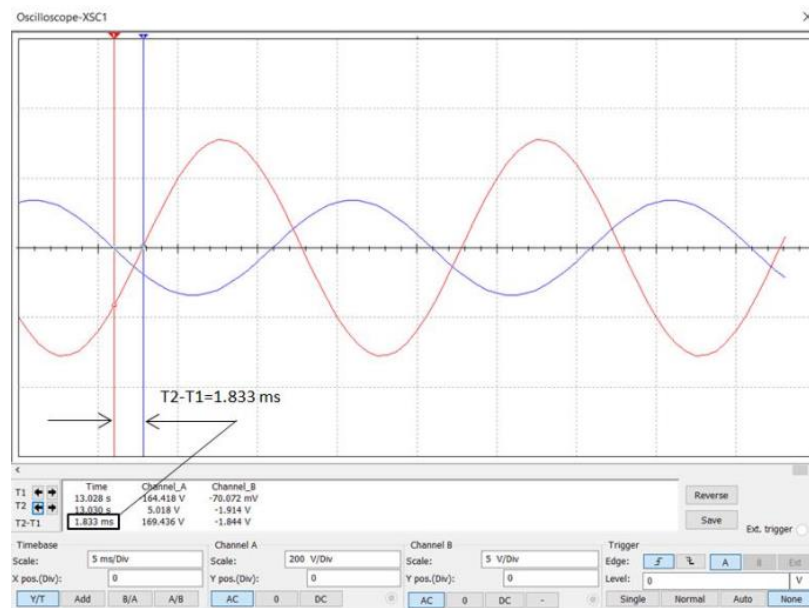 Oscilloscope-XSC1
T2-T1=1.833 ms
Time Channel_A Channel_B
T1 13.028 s 164.418 V -70.072 mV
T2 13.030 s 5.018 V -1.914 V
T2-T1 1.833 ms 169.436 V -1.844 V
Reverse
Save
Ext. trigger
Timebase Channel A Channel B Trigger
Scale: 5 ms/Div Scale: 200 V/Div Scale: 5 V/Div Edge: A B Ext
X pos.(Div): 0 Y pos.(Div): 0 Y pos.(Div): 0 Level: 0 V
Y/T Add B/A A/B AC 0 DC AC 0 DC - Single Normal Auto None